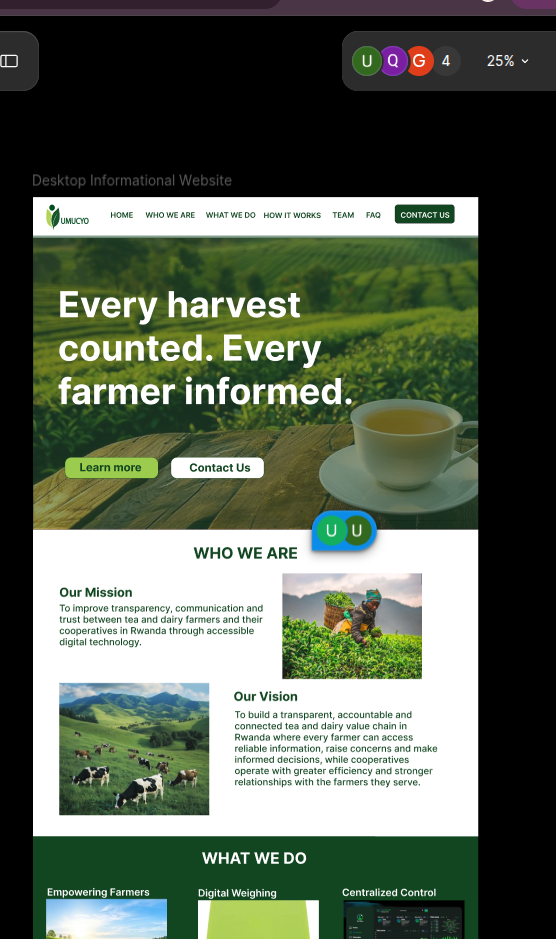 U Q G 4 25%
Desktop Informational Website
UMUCYO HOME WHO WE ARE WHAT WE DO HOW IT WORKS TEAM FAQ CONTACT US
Every harvest
counted. Every
farmer informed.
Learn more Contact Us
U U
WHO WE ARE
Our Mission
To improve transparency, communication and
trust between tea and dairy farmers and their
cooperatives in Rwanda through accessible
digital technology.
Our Vision
To build a transparent, accountable and
connected tea and dairy value chain in
Rwanda where every farmer can access
reliable information, raise concerns and make
informed decisions, while cooperatives
operate with greater efficiency and stronger
relationships with the farmers they serve.
WHAT WE DO
Empowering Farmers Digital Weighing Centralized Control